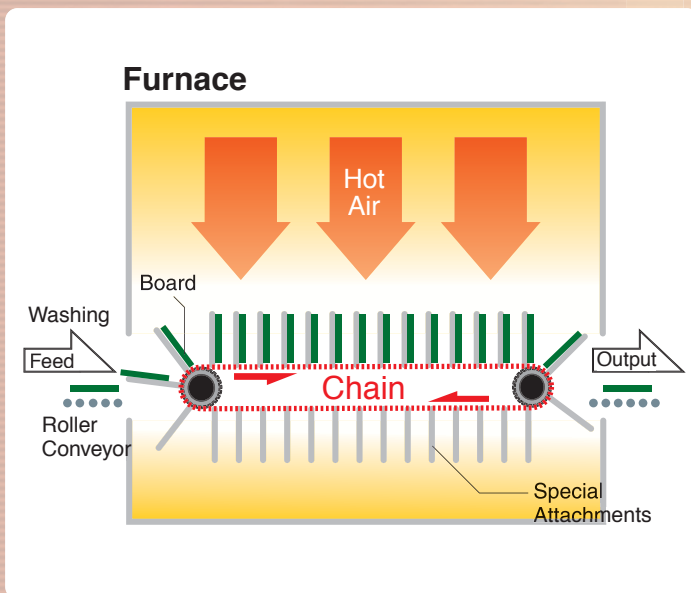 Furnace
Hot
Air
Board
Washing
Feed
Chain
Output
Roller
Conveyor
Special
Attachments